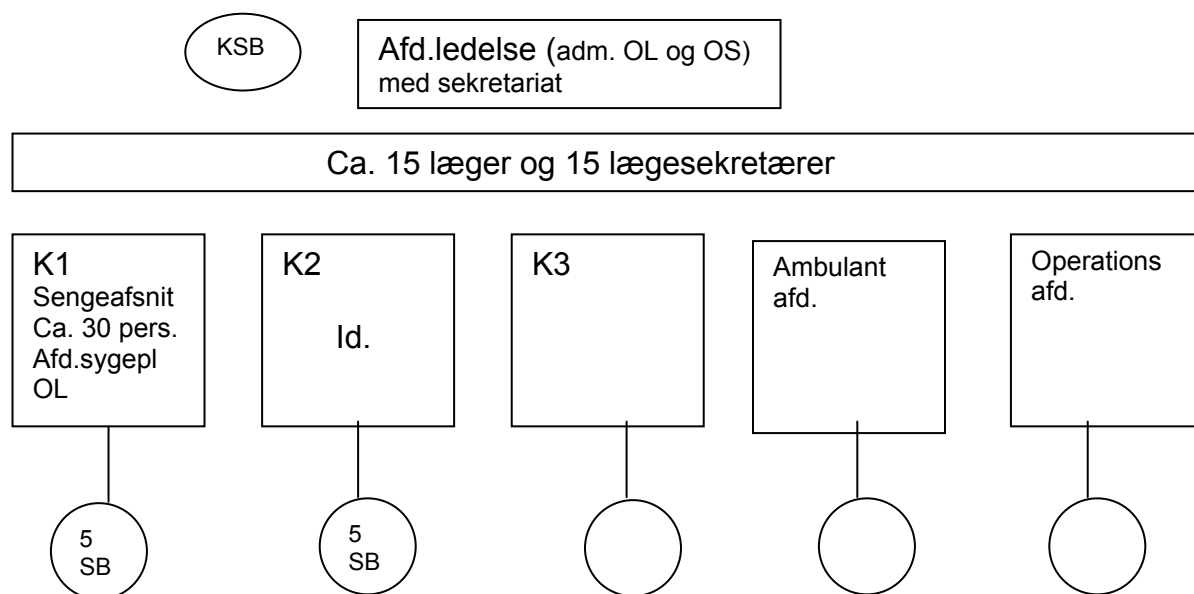 KSB
Afd.ledelse (adm. OL og OS)
med sekretariat
Ca. 15 læger og 15 lægesekretærer
K1
Sengeafsnit
Ca. 30 pers.
Afd.sygepl
OL
K2
Id.
K3
Ambulant
afd.
Operations
afd.
5
SB
5
SB